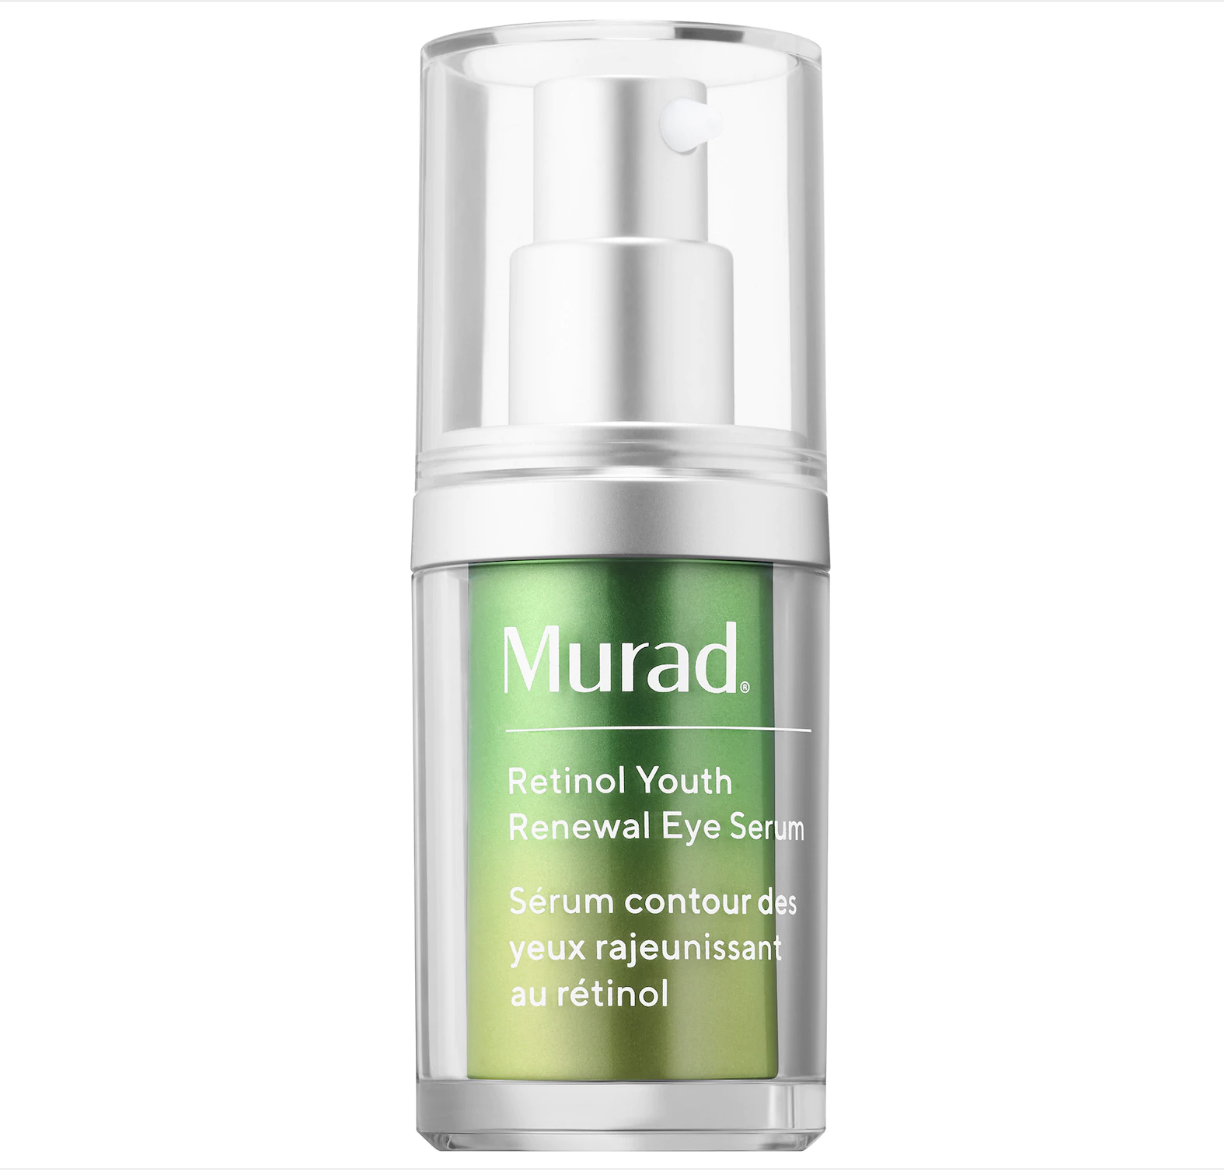 Murad®
Retinol Youth
Renewal Eye Serum
Sérum contour des
yeux rajeunissant
au rétinol